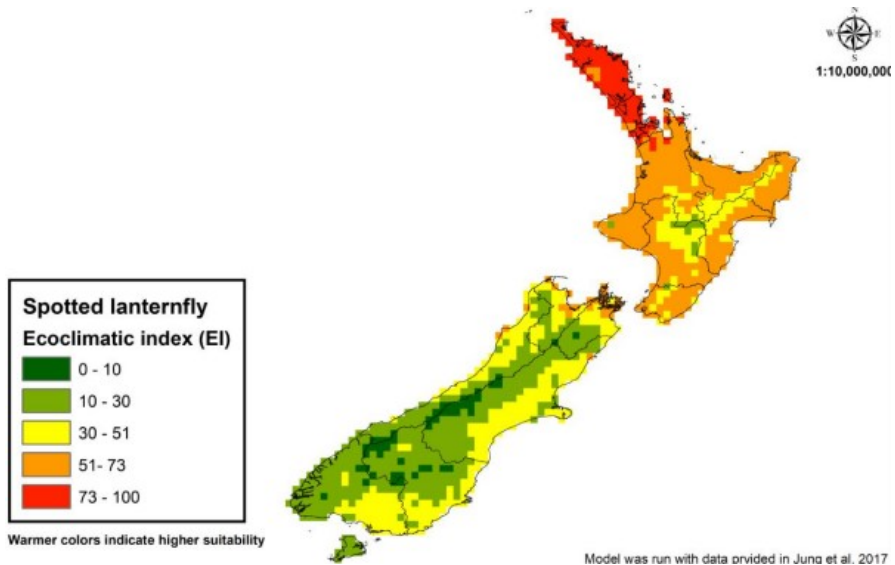 N
W E
S
1:10,000,000
Spotted lanternfly
Ecoclimatic index (EI)
0 - 10
10 - 30
30 - 51
51- 73
73 - 100
Warmer colors indicate higher suitability
Model was run with data prvided in Jung et al. 2017